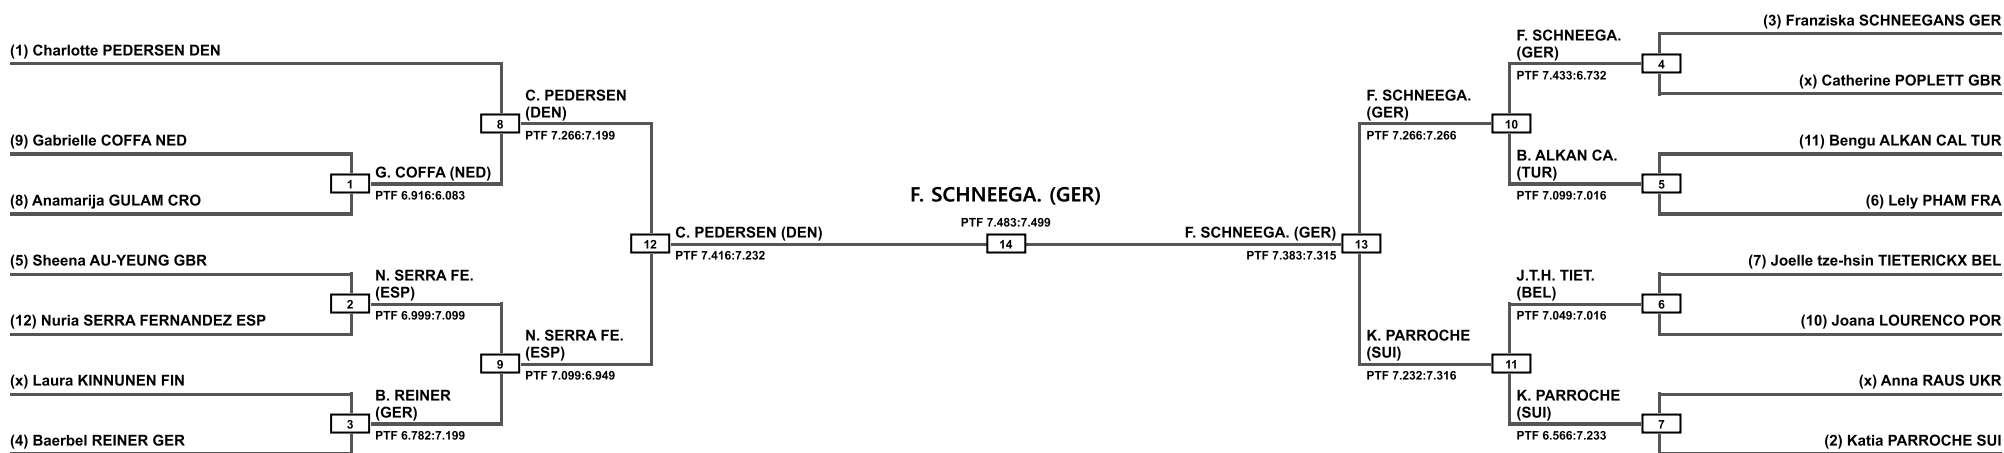 (1) Charlotte PEDERSEN DEN
(9) Gabrielle COFFA NED
(8) Anamarija GULAM CRO
(5) Sheena AU-YEUNG GBR
(12) Nuria SERRA FERNANDEZ ESP
(x) Laura KINNUNEN FIN
(4) Baerbel REINER GER
1
G. COFFA (NED)
PTF 6.916:6.083
2
N. SERRA FE.
(ESP)
PTF 6.999:7.099
3
B. REINER
(GER)
PTF 6.782:7.199
8
C. PEDERSEN
(DEN)
PTF 7.266:7.199
9
N. SERRA FE.
(ESP)
PTF 7.099:6.949
12
C. PEDERSEN (DEN)
PTF 7.416:7.232
F. SCHNEEGA. (GER)
PTF 7.483:7.499
14
F. SCHNEEGA. (GER)
PTF 7.383:7.315
13
F. SCHNEEGA.
(GER)
PTF 7.266:7.266
10
K. PARROCHE
(SUI)
PTF 7.232:7.316
11
F. SCHNEEGA.
(GER)
PTF 7.433:6.732
4
B. ALKAN CA.
(TUR)
PTF 7.099:7.016
5
J.T.H. TIET.
(BEL)
PTF 7.049:7.016
6
K. PARROCHE
(SUI)
PTF 6.566:7.233
7
(3) Franziska SCHNEEGANS GER
(x) Catherine POPLETT GBR
(11) Bengu ALKAN CAL TUR
(6) Lely PHAM FRA
(7) Joelle tze-hsin TIETERICKX BEL
(10) Joana LOURENCO POR
(x) Anna RAUS UKR
(2) Katia PARROCHE SUI